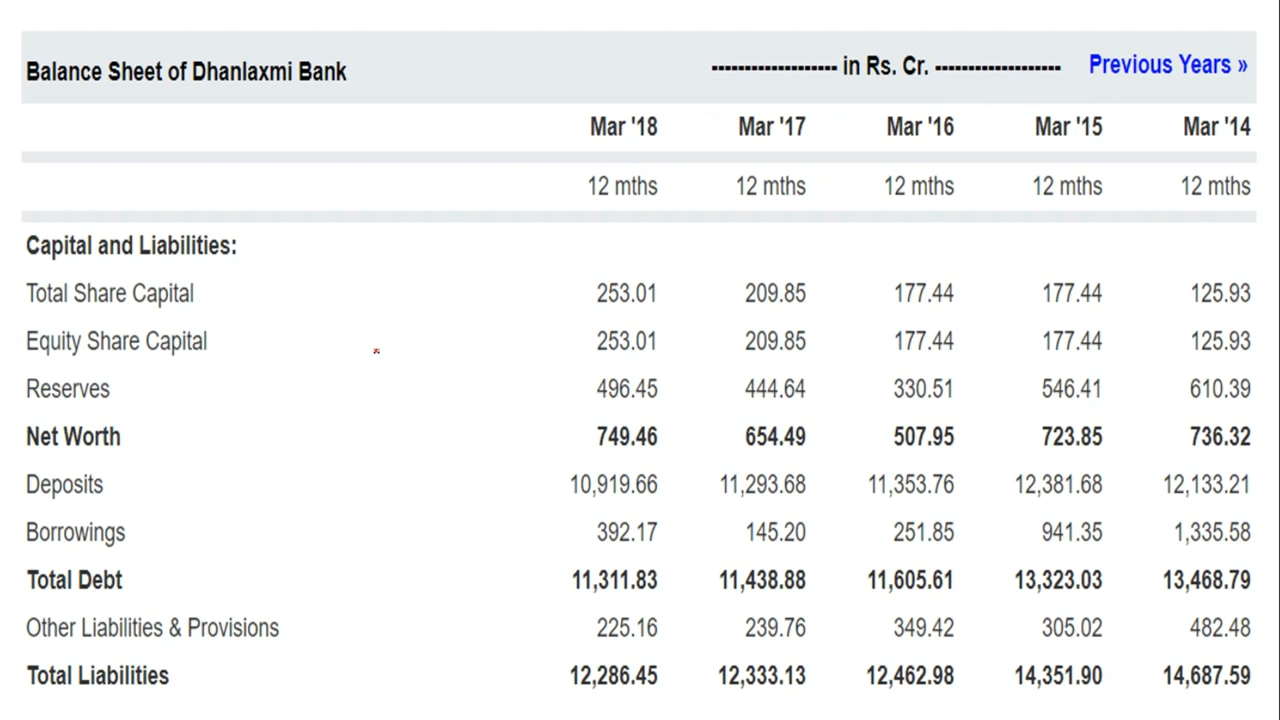 Balance Sheet of Dhanlaxmi Bank ------------------- in Rs. Cr. ------------------- Previous Years »
Mar '18 Mar '17 Mar '16 Mar '15 Mar '14
12 mths 12 mths 12 mths 12 mths 12 mths
Capital and Liabilities:
Total Share Capital 253.01 209.85 177.44 177.44 125.93
Equity Share Capital 253.01 209.85 177.44 177.44 125.93
Reserves 496.45 444.64 330.51 546.41 610.39
Net Worth 749.46 654.49 507.95 723.85 736.32
Deposits 10,919.66 11,293.68 11,353.76 12,381.68 12,133.21
Borrowings 392.17 145.20 251.85 941.35 1,335.58
Total Debt 11,311.83 11,438.88 11,605.61 13,323.03 13,468.79
Other Liabilities & Provisions 225.16 239.76 349.42 305.02 482.48
Total Liabilities 12,286.45 12,333.13 12,462.98 14,351.90 14,687.59